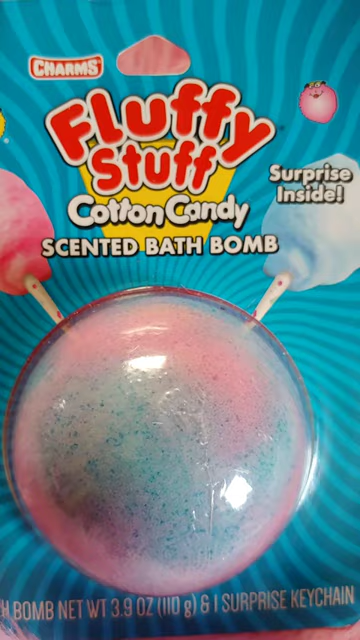 CHARMS
Fluffy
Stuff
Cotton Candy
SCENTED BATH BOMB
Surprise
Inside!
H BOMB NET WT 3.9 OZ (110 g) & 1 SURPRISE KEYCHAIN